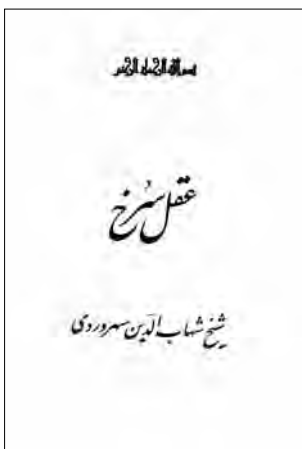 بسم الله الرحمن الرحیم
عقل سرخ
شیخ شهاب الدین سهروردی